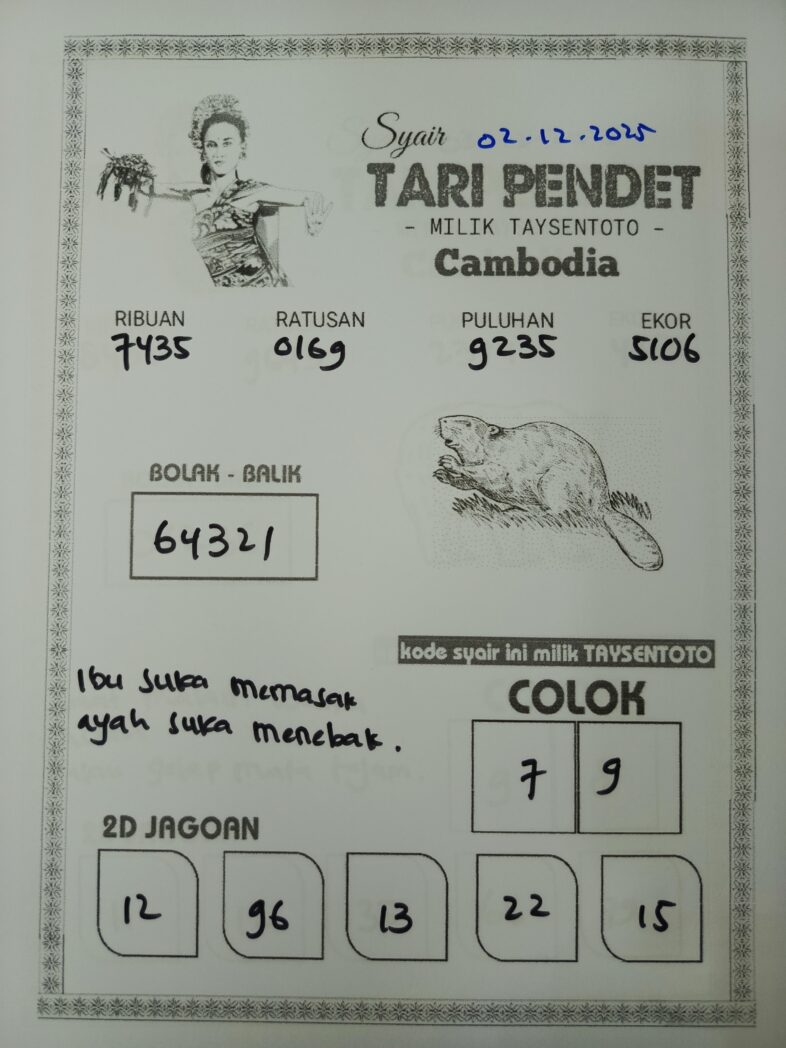 Syair 02.12.2025
TARI PENDET
- MILIK TAYSENTOTO -
Cambodia
RIBUAN RATUSAN PULUHAN EKOR
7435 0169 9235 5106
BOLAK - BALIK
64321
kode syair ini milik TAYSENTOTO
Ibu suka memasak
ayah suka menebak.
COLOK
7 9
2D JAGOAN
12 96 13 22 15